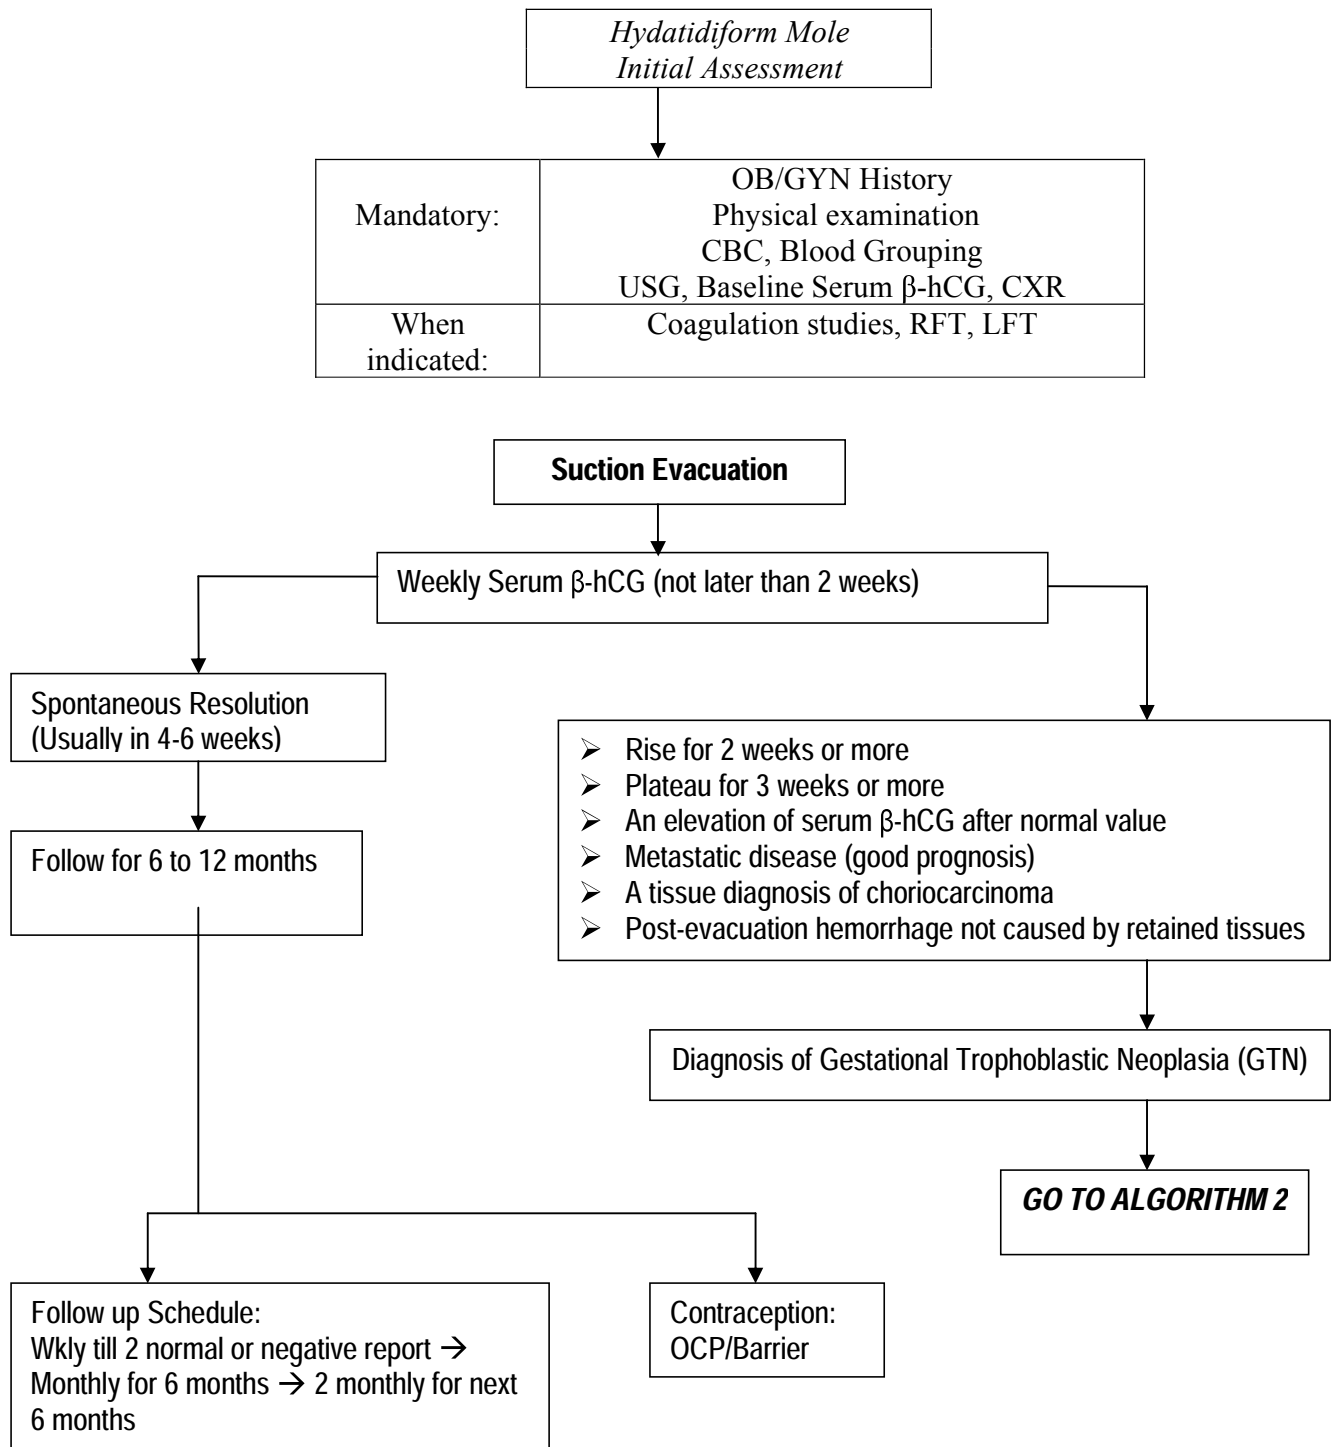 Hydatidiform Mole
Initial Assessment
Mandatory:
OB/GYN History
Physical examination
CBC, Blood Grouping
USG, Baseline Serum β-hCG, CXR
When
indicated:
Coagulation studies, RFT, LFT
Suction Evacuation
Weekly Serum β-hCG (not later than 2 weeks)
Spontaneous Resolution
(Usually in 4-6 weeks)
Follow for 6 to 12 months
➢ Rise for 2 weeks or more
➢ Plateau for 3 weeks or more
➢ An elevation of serum β-hCG after normal value
➢ Metastatic disease (good prognosis)
➢ A tissue diagnosis of choriocarcinoma
➢ Post-evacuation hemorrhage not caused by retained tissues
Diagnosis of Gestational Trophoblastic Neoplasia (GTN)
GO TO ALGORITHM 2
Follow up Schedule:
Wkly till 2 normal or negative report →
Monthly for 6 months → 2 monthly for next
6 months
Contraception:
OCP/Barrier